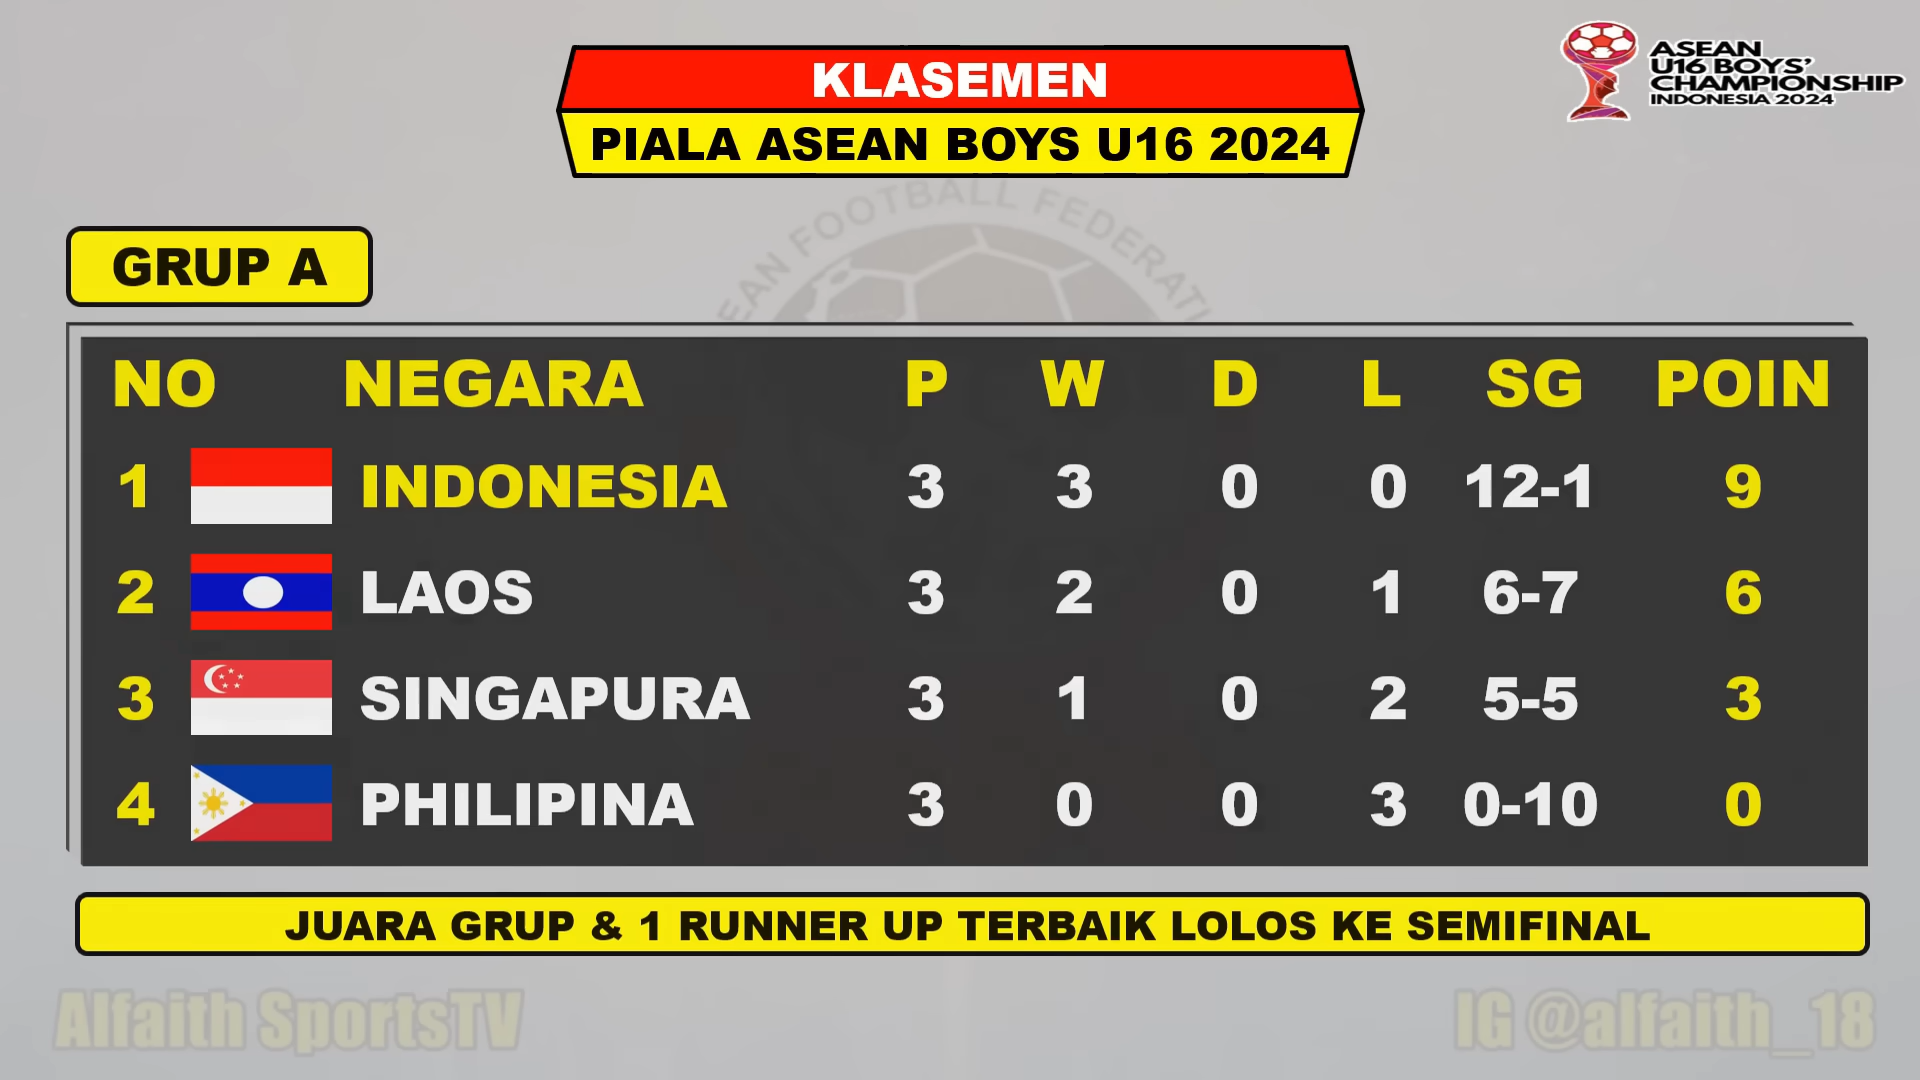 ASEAN
U16 BOYS'
CHAMPIONSHIP
INDONESIA 2024
KLASEMEN
PIALA ASEAN BOYS U16 2024
EAN FOOTBALL FEDERATI
GRUP A
NO NEGARA P W D L SG POIN
1 INDONESIA 3 3 0 0 12-1 9
2 LAOS 3 2 0 1 6-7 6
3 SINGAPURA 3 1 0 2 5-5 3
4 PHILIPINA 3 0 0 3 0-10 0
JUARA GRUP & 1 RUNNER UP TERBAIK LOLOS KE SEMIFINAL
Alfaith SportsTV
IG @alfaith_18